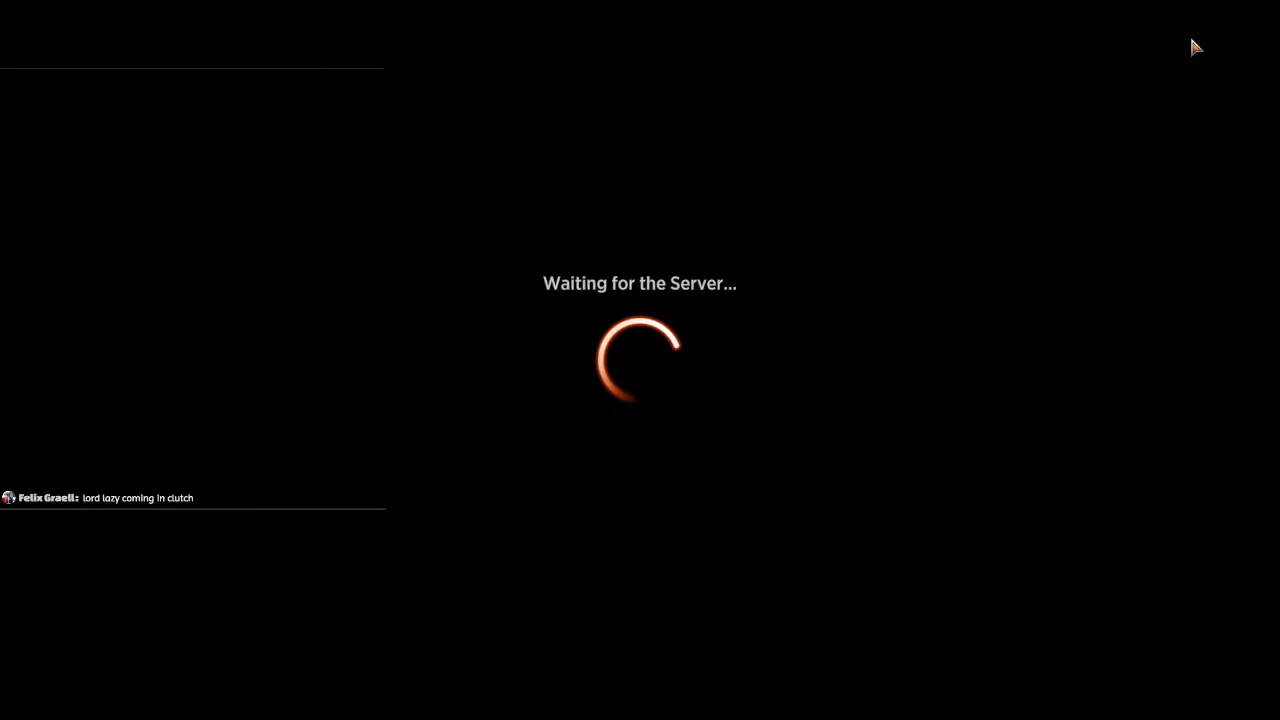 Waiting for the Server...
Felix Graell: lord lazy coming in clutch